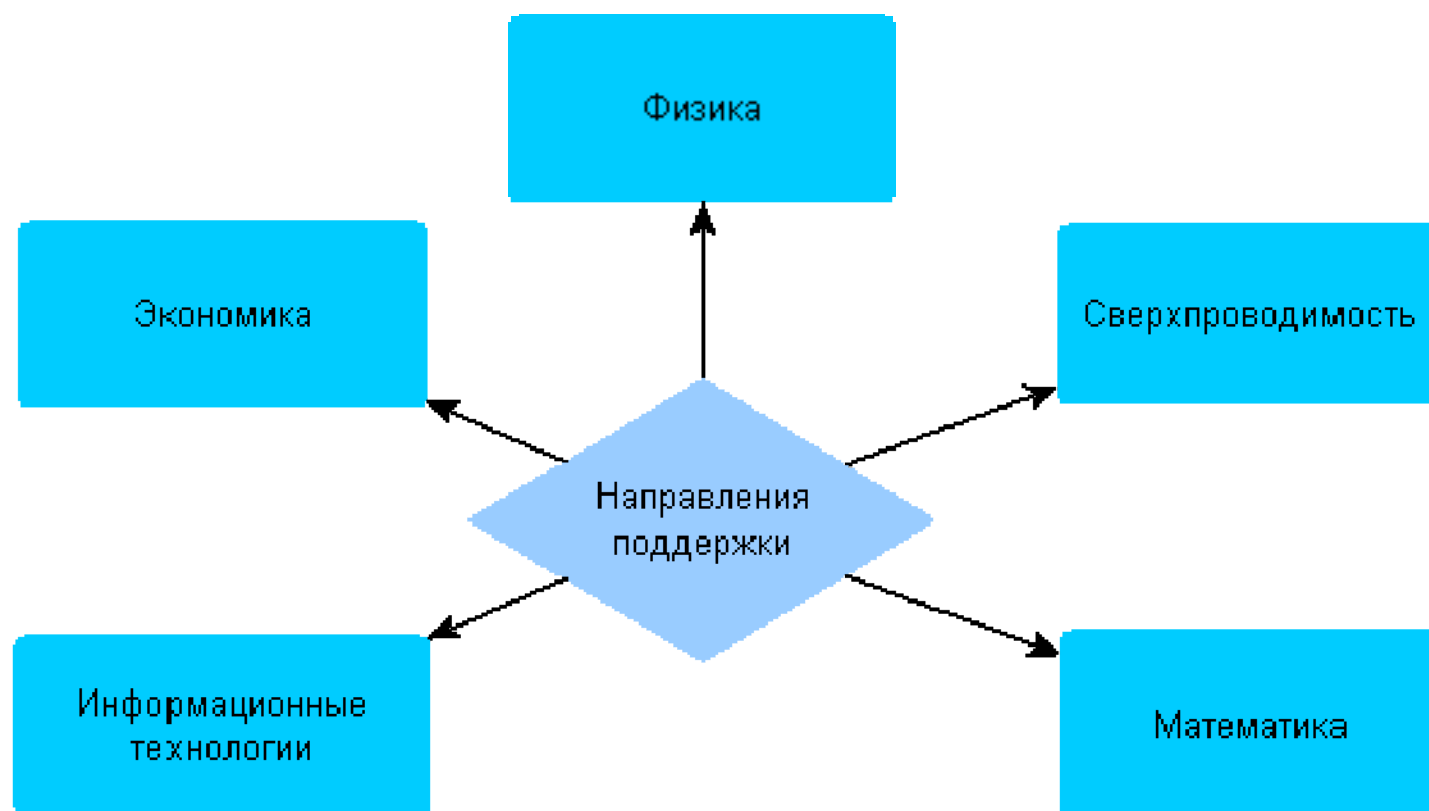 Физика
Экономика
Сверхпроводимость
Направления
поддержки
Информационные
технологии
Математика